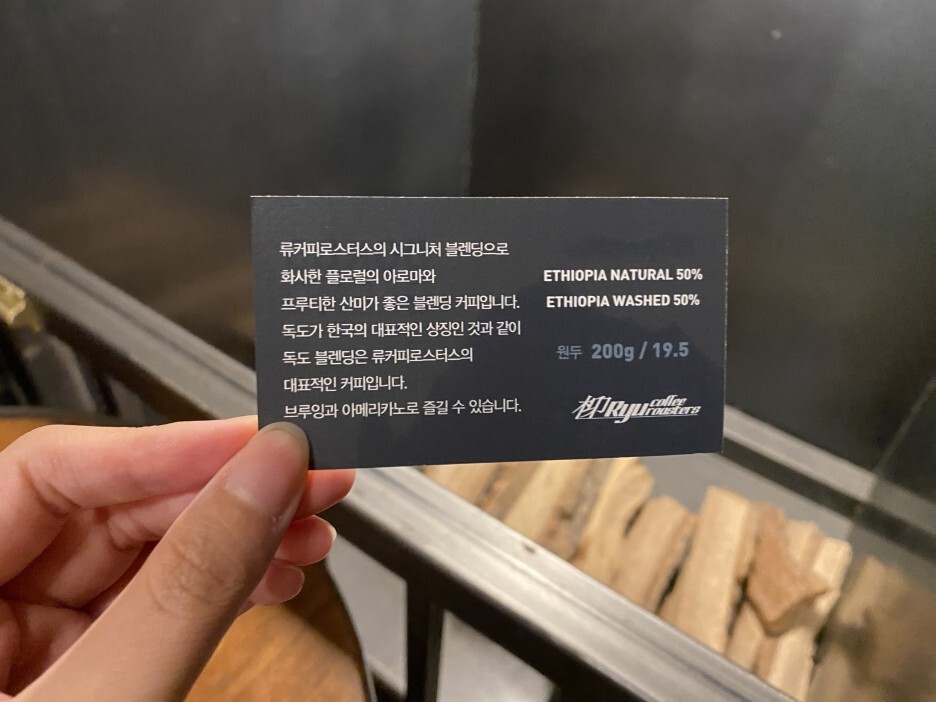 류커피로스터스의 시그니처 블렌딩으로
화사한 플로럴의 아로마와
프루티한 산미가 좋은 블렌딩 커피입니다.
독도가 한국의 대표적인 상징인 것과 같이
독도 블렌딩은 류커피로스터스의
대표적인 커피입니다.
브루잉과 아메리카노로 즐길 수 있습니다.
ETHIOPIA NATURAL 50%
ETHIOPIA WASHED 50%
원두 200g / 19.5
Ryu coffee roasters